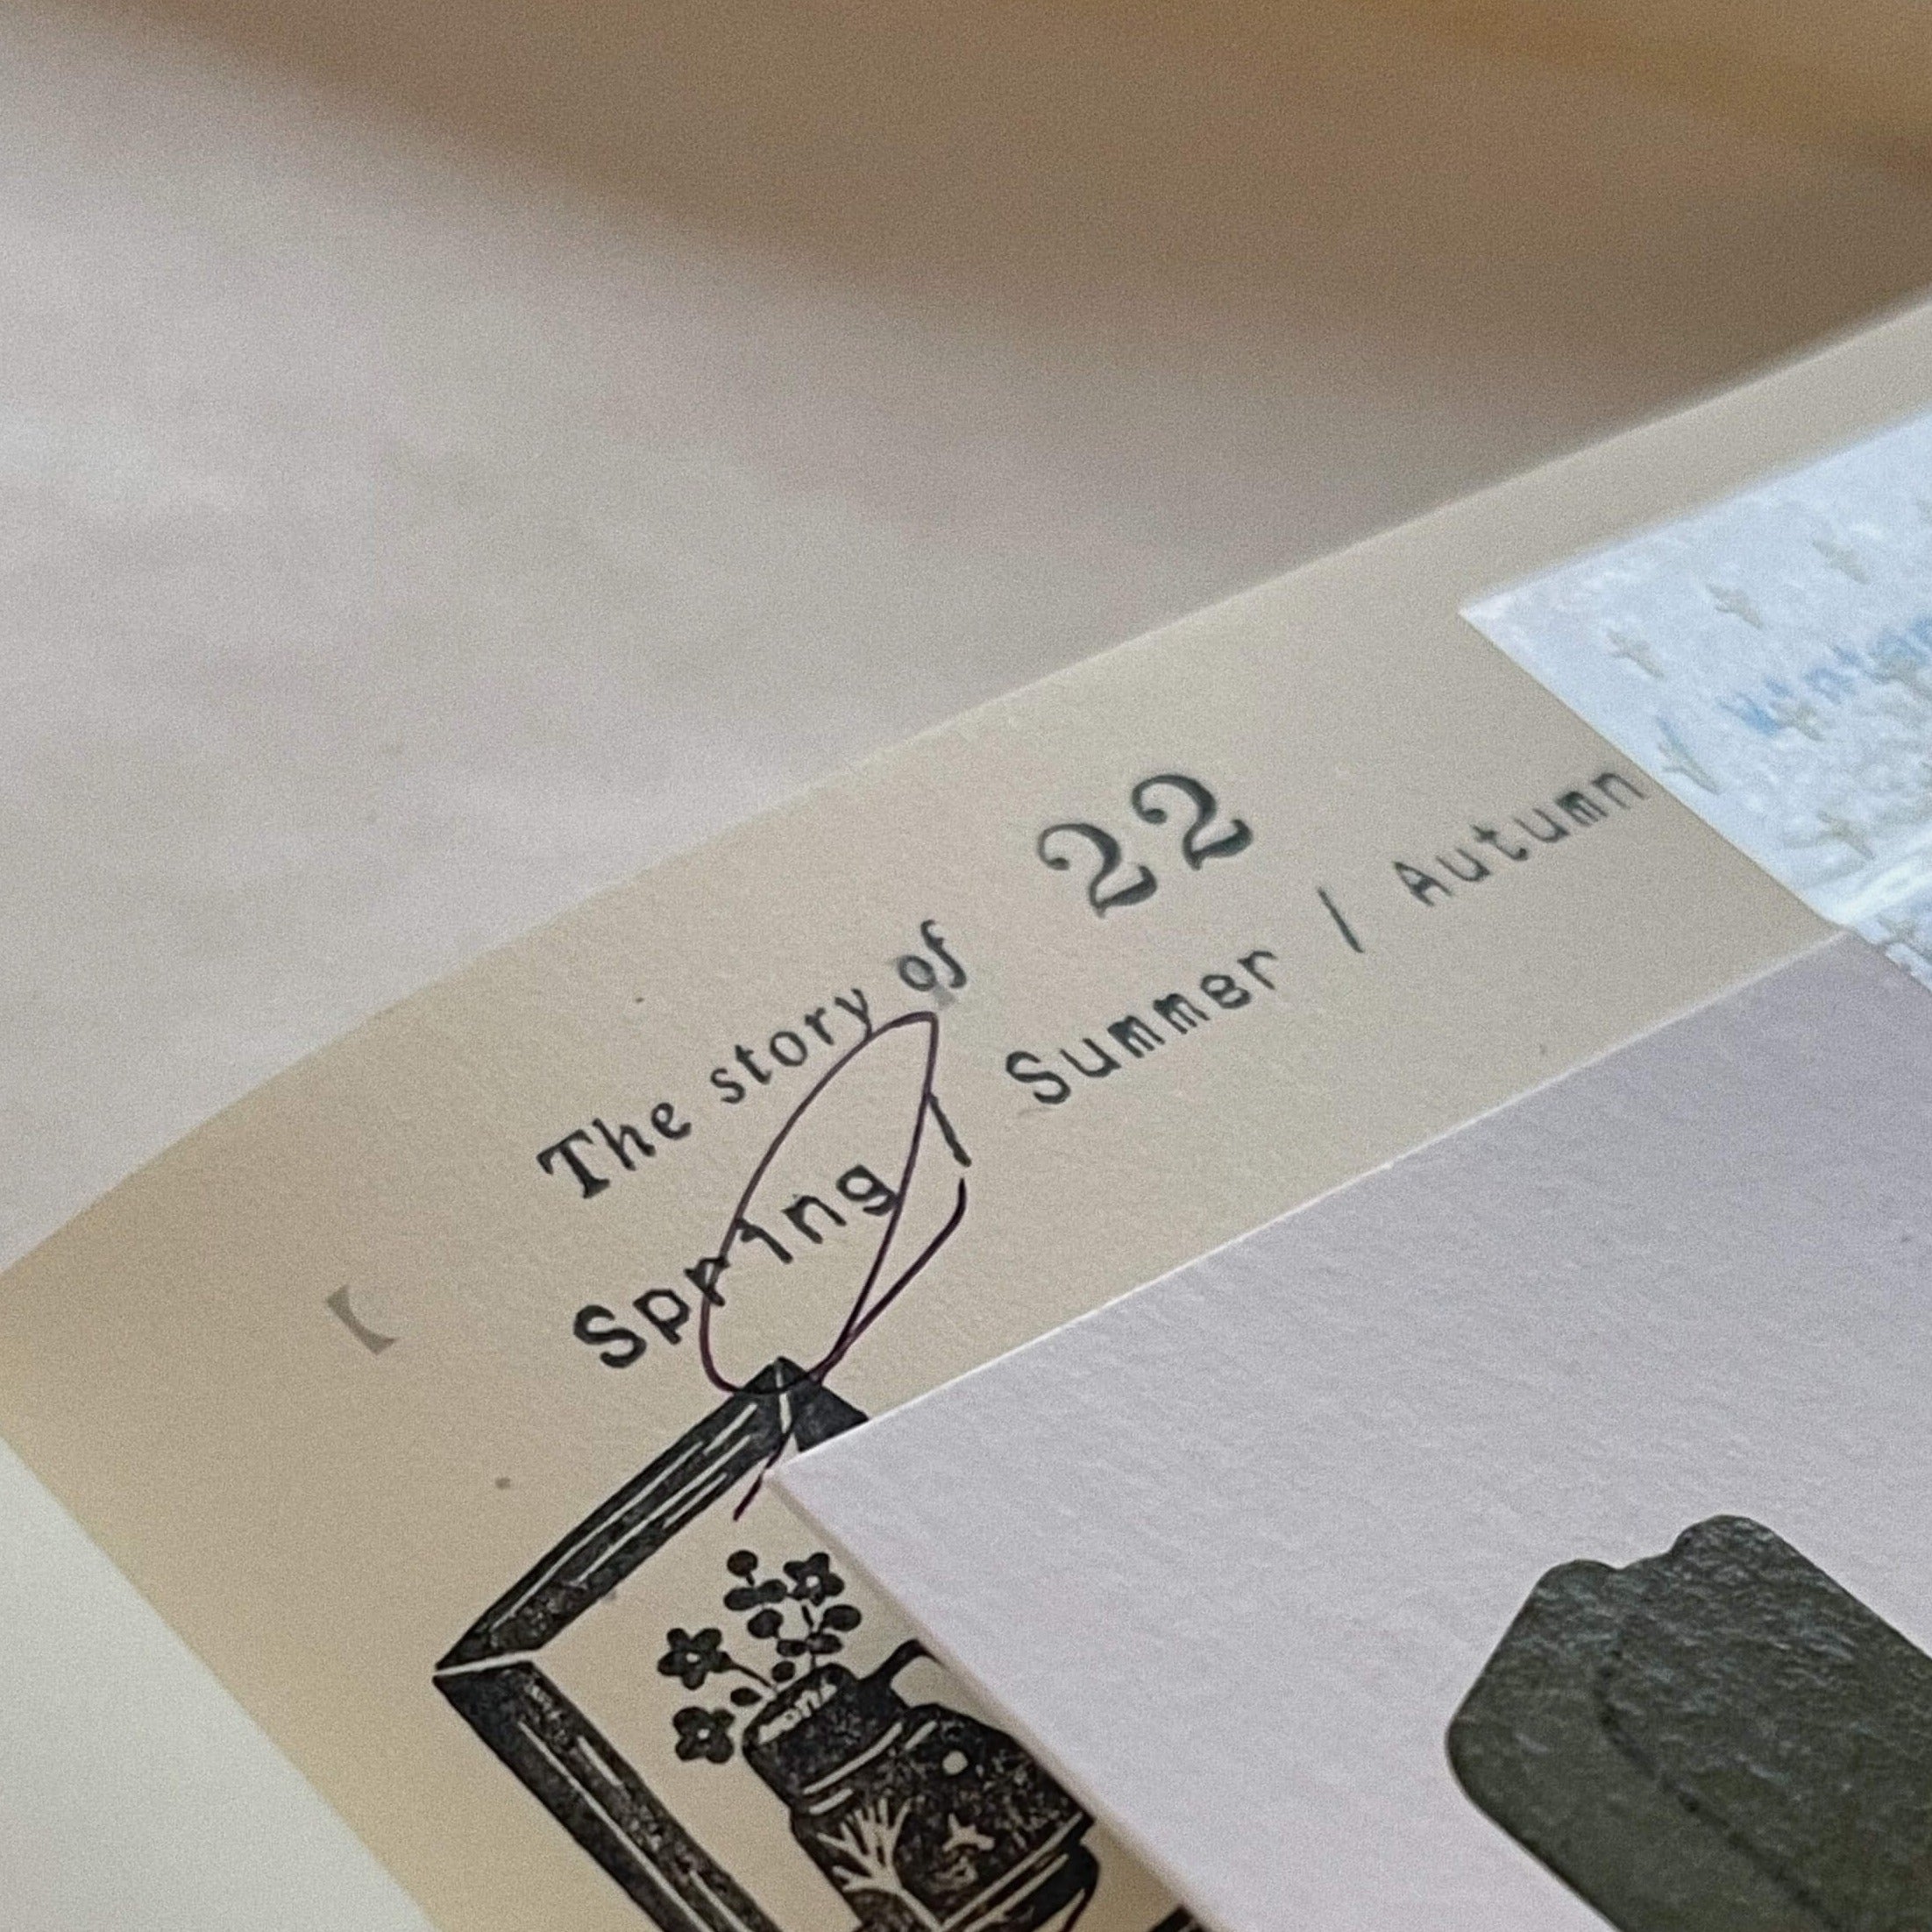 The story of 22
Spring / Summer / Autumn